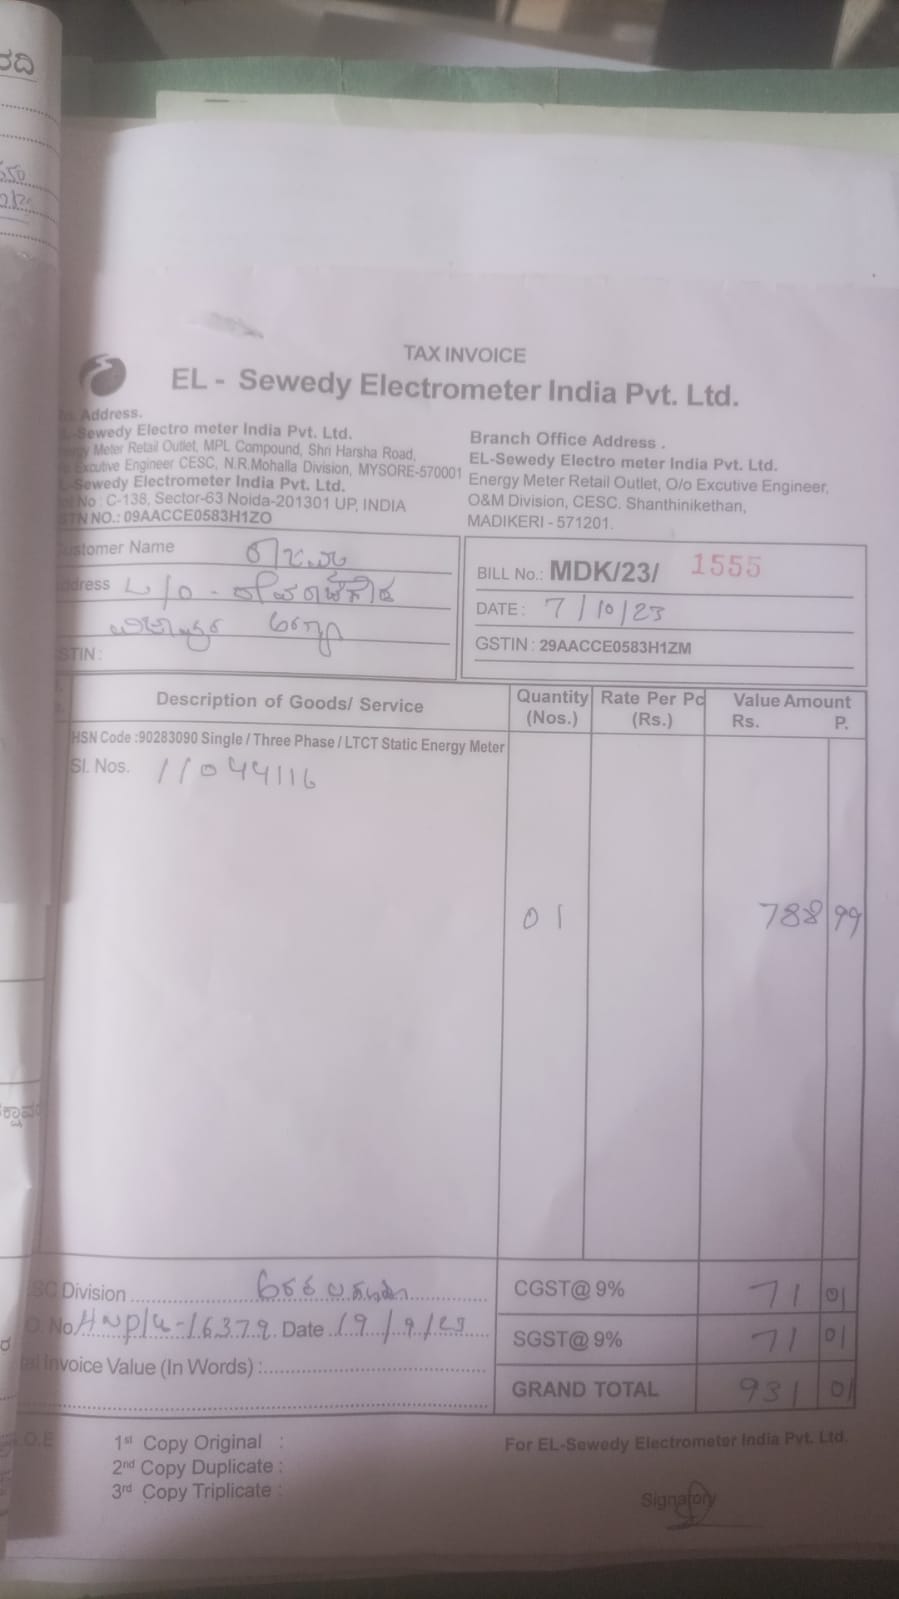 TAX INVOICE
EL - Sewedy Electrometer India Pvt. Ltd.
Address.
-Sewedy Electro meter India Pvt. Ltd.
Meter Retail Outlet, MPL Compound, Shri Harsha Road,
Excutive Engineer CESC, N.R.Mohalla Division, MYSORE-570001
-Sewedy Electrometer India Pvt. Ltd.
No : C-138, Sector-63 Noida-201301 UP, INDIA
STN NO.: 09AACCE0583H1ZO
Branch Office Address .
EL-Sewedy Electro meter India Pvt. Ltd.
Energy Meter Retail Outlet, O/o Excutive Engineer,
O&M Division, CESC. Shanthinikethan,
MADIKERI - 571201.
ustomer Name
ddress
STIN :
BILL No.: MDK/23/ 1555
DATE : 7/10/23
GSTIN : 29AACCE0583H1ZM
Description of Goods/ Service Quantity (Nos.) Rate Per Pc (Rs.) Value Amount Rs. P.
HSN Code :90283090 Single / Three Phase / LTCT Static Energy Meter
Sl. Nos. 11044116
01 788 99
SC Division
CGST@ 9% 71 01
O. No. 16379 Date 19/9/23
SGST@ 9% 71 01
al Invoice Value (In Words) :
GRAND TOTAL 931 01
.O.E
1st Copy Original :
2nd Copy Duplicate :
3rd Copy Triplicate :
For EL-Sewedy Electrometer India Pvt. Ltd.
Signatory